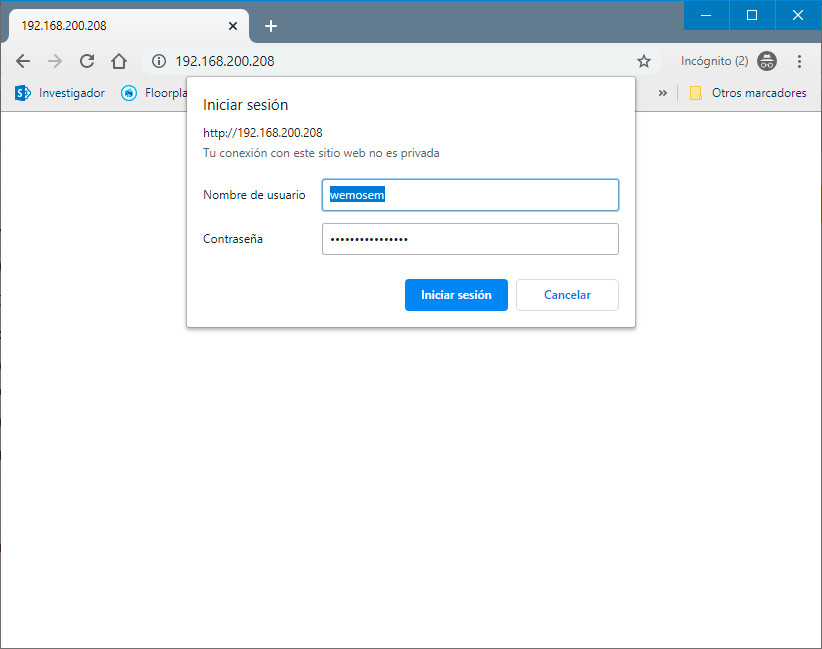 192.168.200.208
192.168.200.208
Incógnito (2)
Investigador
Floorpla
Otros marcadores
Iniciar sesión
http://192.168.200.208
Tu conexión con este sitio web no es privada
Nombre de usuario
wemosem
Contraseña
••••••••••••••••
Iniciar sesión
Cancelar